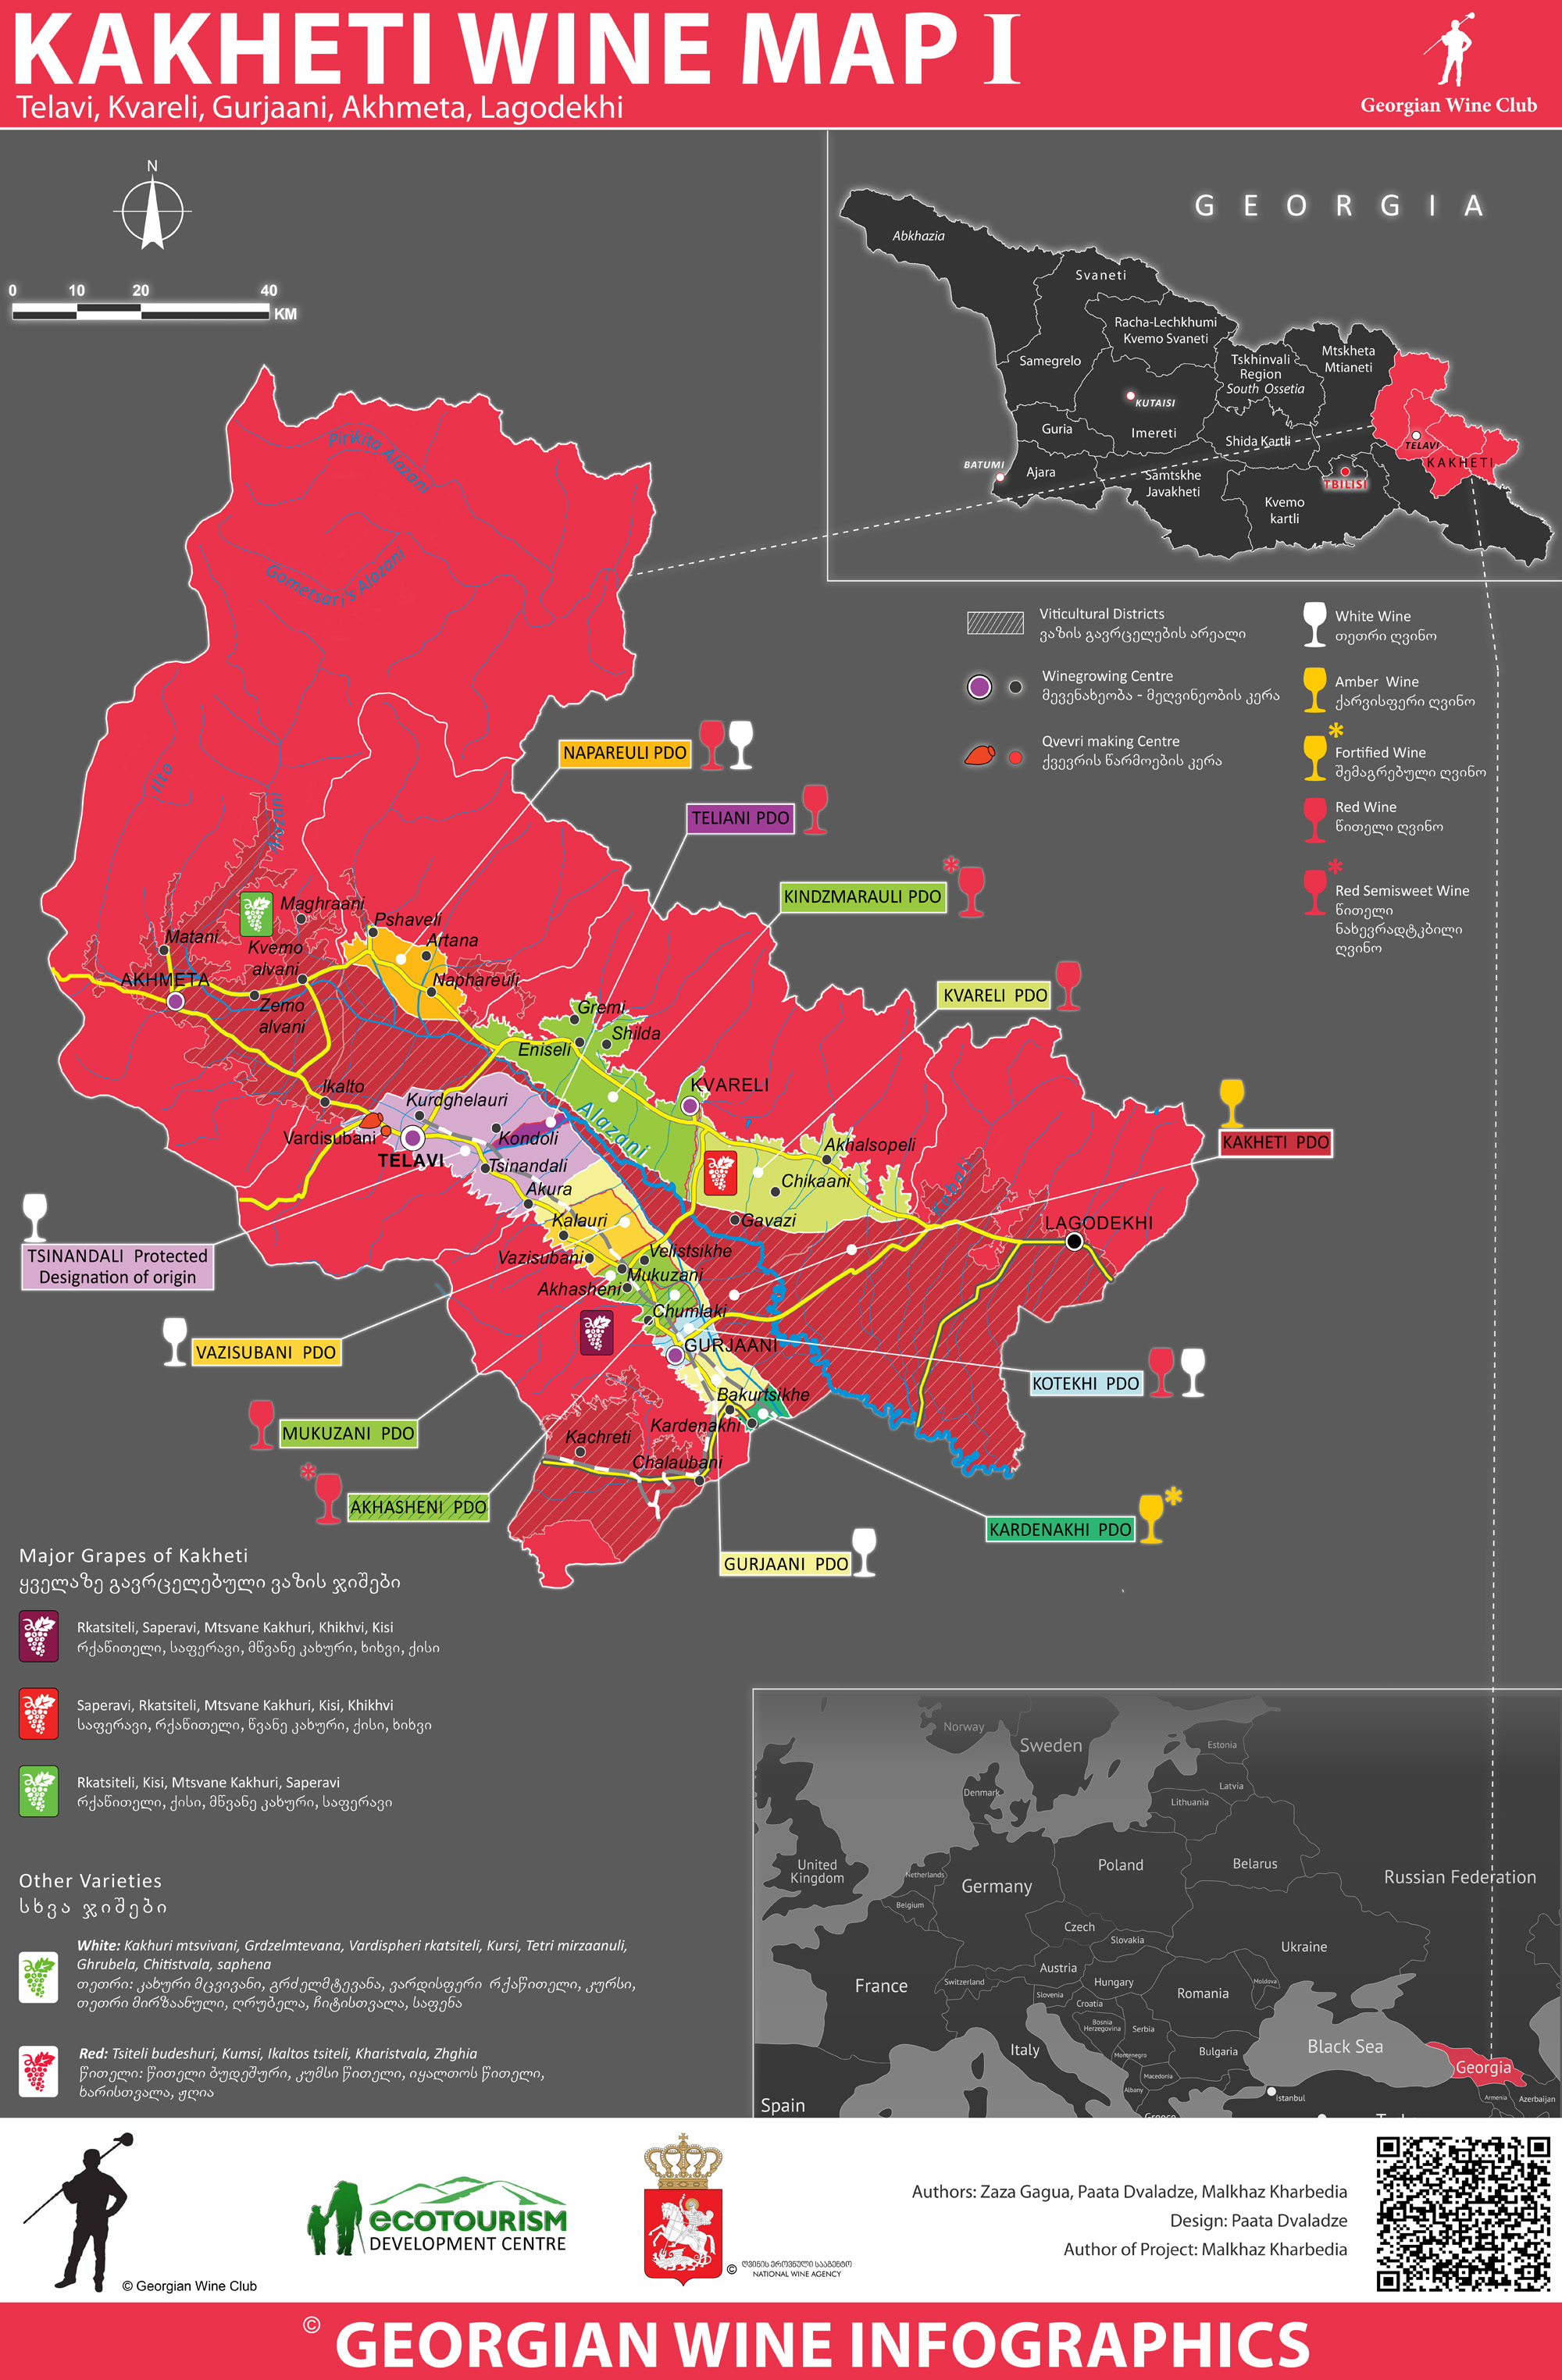 KAKHETI WINE MAP I
Telavi, Kvareli, Gurjaani, Akhmeta, Lagodekhi
Georgian Wine Club
N
0 10 20 40
KM
GEORGIA
Abkhazia
Svaneti
Racha-Lechkhumi
Kvemo Svaneti
Samegrelo
Tskhinvali
Region
South Ossetia
Mtskheta
Mtianeti
KUTAISI
Guria
Imereti
Shida Kartli
TELAVI
KAKHETI
BATUMI
Ajara
Samtskhe
Javakheti
TBILISI
Kvemo
kartli
Viticultural Districts
ვაზის გავრცელების არეალი
Winegrowing Centre
მევენახეობა - მეღვინეობის კერა
Qvevri making Centre
ქვევრის წარმოების კერა
White Wine
თეთრი ღვინო
Amber Wine
ქარვისფერი ღვინო
*
Fortified Wine
შემაგრებული ღვინო
Red Wine
წითელი ღვინო
*
Red Semisweet Wine
წითელი
ნახევრადტკბილი
ღვინო
Pirikita Alazani
Gometsari's Alazani
Ilto
Alazani
NAPAREULI PDO
TELIANI PDO
KINDZMARAULI PDO
*
KVARELI PDO
KAKHETI PDO
Maghraani
Pshaveli
Matani
Kvemo
alvani
Artana
AKHMETA
Naphareuli
Zemo
alvani
Gremi
Shilda
Eniseli
Ikalto
Kurdghelauri
KVARELI
Alazani
Vardisubani
Kondoli
TELAVI
Tsinandali
Akhalsopeli
Chikaani
Akura
Kabali
Kalauri
Gavazi
LAGODEKHI
Vazisubani
Velistsikhe
Mukuzani
Akhasheni
Chumlaki
GURJAANI
Bakurtsikhe
Kardenakhi
Kachreti
Chalaubani
TSINANDALI Protected
Designation of origin
VAZISUBANI PDO
KOTEKHI PDO
MUKUZANI PDO
*
AKHASHENI PDO
KARDENAKHI PDO
*
GURJAANI PDO
Major Grapes of Kakheti
ყველაზე გავრცელებული ვაზის ჯიშები
Rkatsiteli, Saperavi, Mtsvane Kakhuri, Khikhvi, Kisi
რქაწითელი, საფერავი, მწვანე კახური, ხიხვი, ქისი
Saperavi, Rkatsiteli, Mtsvane Kakhuri, Kisi, Khikhvi
საფერავი, რქაწითელი, წვანე კახური, ქისი, ხიხვი
Rkatsiteli, Kisi, Mtsvane Kakhuri, Saperavi
რქაწითელი, ქისი, მწვანე კახური, საფერავი
Other Varieties
სხვა ჯიშები
White: Kakhuri mtsvivani, Grdzelmtevana, Vardispheri rkatsiteli, Kursi, Tetri mirzaanuli,
Ghrubela, Chitistvala, saphena
თეთრი: კახური მცვივანი, გრძელმტევანა, ვარდისფერი რქაწითელი, კურსი,
თეთრი მირზაანული, ღრუბელა, ჩიტისთვალა, საფენა
Red: Tsiteli budeshuri, Kumsi, Ikaltos tsiteli, Kharistvala, Zhghia
წითელი: წითელი ბუდეშური, კუმსი წითელი, იყალთოს წითელი,
ხარისთვალა, ჟღია
Norway
Sweden
Estonia
Latvia
Denmark
Lithuania
United
Kingdom
Netherlands
Poland
Belarus
Russian Federation
Germany
Belgium
Czech
Slovakia
Ukraine
France
Switzerland
Austria
Hungary
Moldova
Slovenia
Romania
Croatia
Bosnia
Herzegovina
Serbia
Italy
Montenegro
Bulgaria
Black Sea
Georgia
Macedonia
Albany
Istanbul
Armenia
Azerbaijan
Spain
Greece
© Georgian Wine Club
ecoTOURISM
DEVELOPMENT CENTRE
© ღვინის ეროვნული სააგენტო
NATIONAL WINE AGENCY
Authors: Zaza Gagua, Paata Dvaladze, Malkhaz Kharbedia
Design: Paata Dvaladze
Author of Project: Malkhaz Kharbedia
© GEORGIAN WINE INFOGRAPHICS